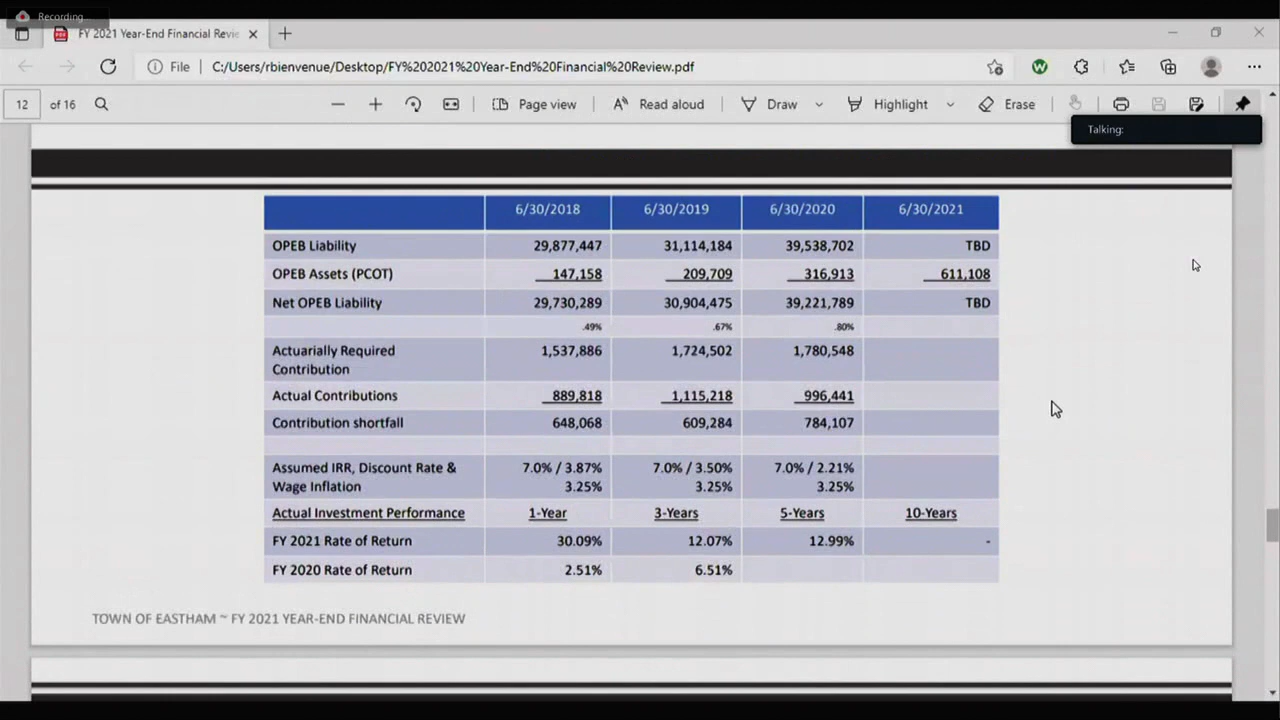 Recording...
FY 2021 Year-End Financial Revie
File C:/Users/rbienvenue/Desktop/FY%202021%20Year-End%20Financial%20Review.pdf
12 of 16 Page view Read aloud Draw Highlight Erase
Talking:
6/30/2018 6/30/2019 6/30/2020 6/30/2021
OPEB Liability 29,877,447 31,114,184 39,538,702 TBD
OPEB Assets (PCOT) 147,158 209,709 316,913 611,108
Net OPEB Liability 29,730,289 30,904,475 39,221,789 TBD
.49% .67% .80%
Actuarially Required 1,537,886 1,724,502 1,780,548
Contribution
Actual Contributions 889,818 1,115,218 996,441
Contribution shortfall 648,068 609,284 784,107
Assumed IRR, Discount Rate & 7.0% / 3.87% 7.0% / 3.50% 7.0% / 2.21%
Wage Inflation 3.25% 3.25% 3.25%
Actual Investment Performance 1-Year 3-Years 5-Years 10-Years
FY 2021 Rate of Return 30.09% 12.07% 12.99% -
FY 2020 Rate of Return 2.51% 6.51%
TOWN OF EASTHAM ~ FY 2021 YEAR-END FINANCIAL REVIEW